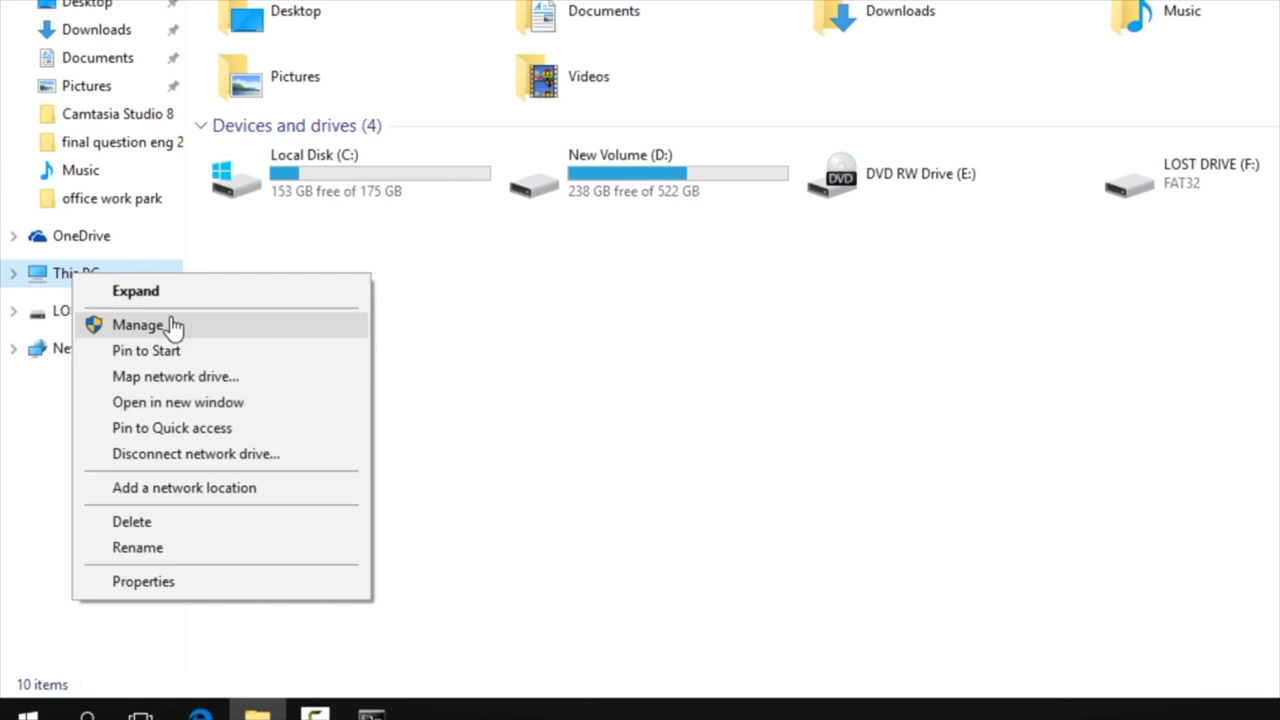 Desktop
Downloads
Documents
Pictures
Camtasia Studio 8
final question eng 2
Music
office work park
OneDrive
This PC
LO
Ne
Desktop
Documents
Downloads
Music
Pictures
Videos
Devices and drives (4)
Local Disk (C:)
153 GB free of 175 GB
New Volume (D:)
238 GB free of 522 GB
DVD
DVD RW Drive (E:)
LOST DRIVE (F:)
FAT32
Expand
Manage
Pin to Start
Map network drive...
Open in new window
Pin to Quick access
Disconnect network drive...
Add a network location
Delete
Rename
Properties
10 items